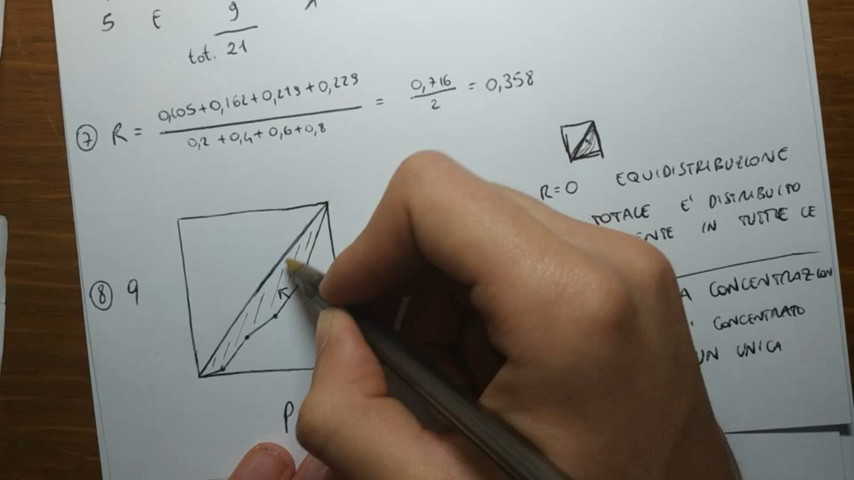 5 E 9
tot. 21
7 R = 0,105+0,162+0,219+0,229 = 0,716 = 0,358
0,2+0,4+0,6+0,8 2
R=0 EQUIDISTRIBUZIONE
TOTALE E' DISTRIBUITO
IN TUTTE LE
8 q
A CONCENTRAZION
CONCENTRATO
UN UNICA
P